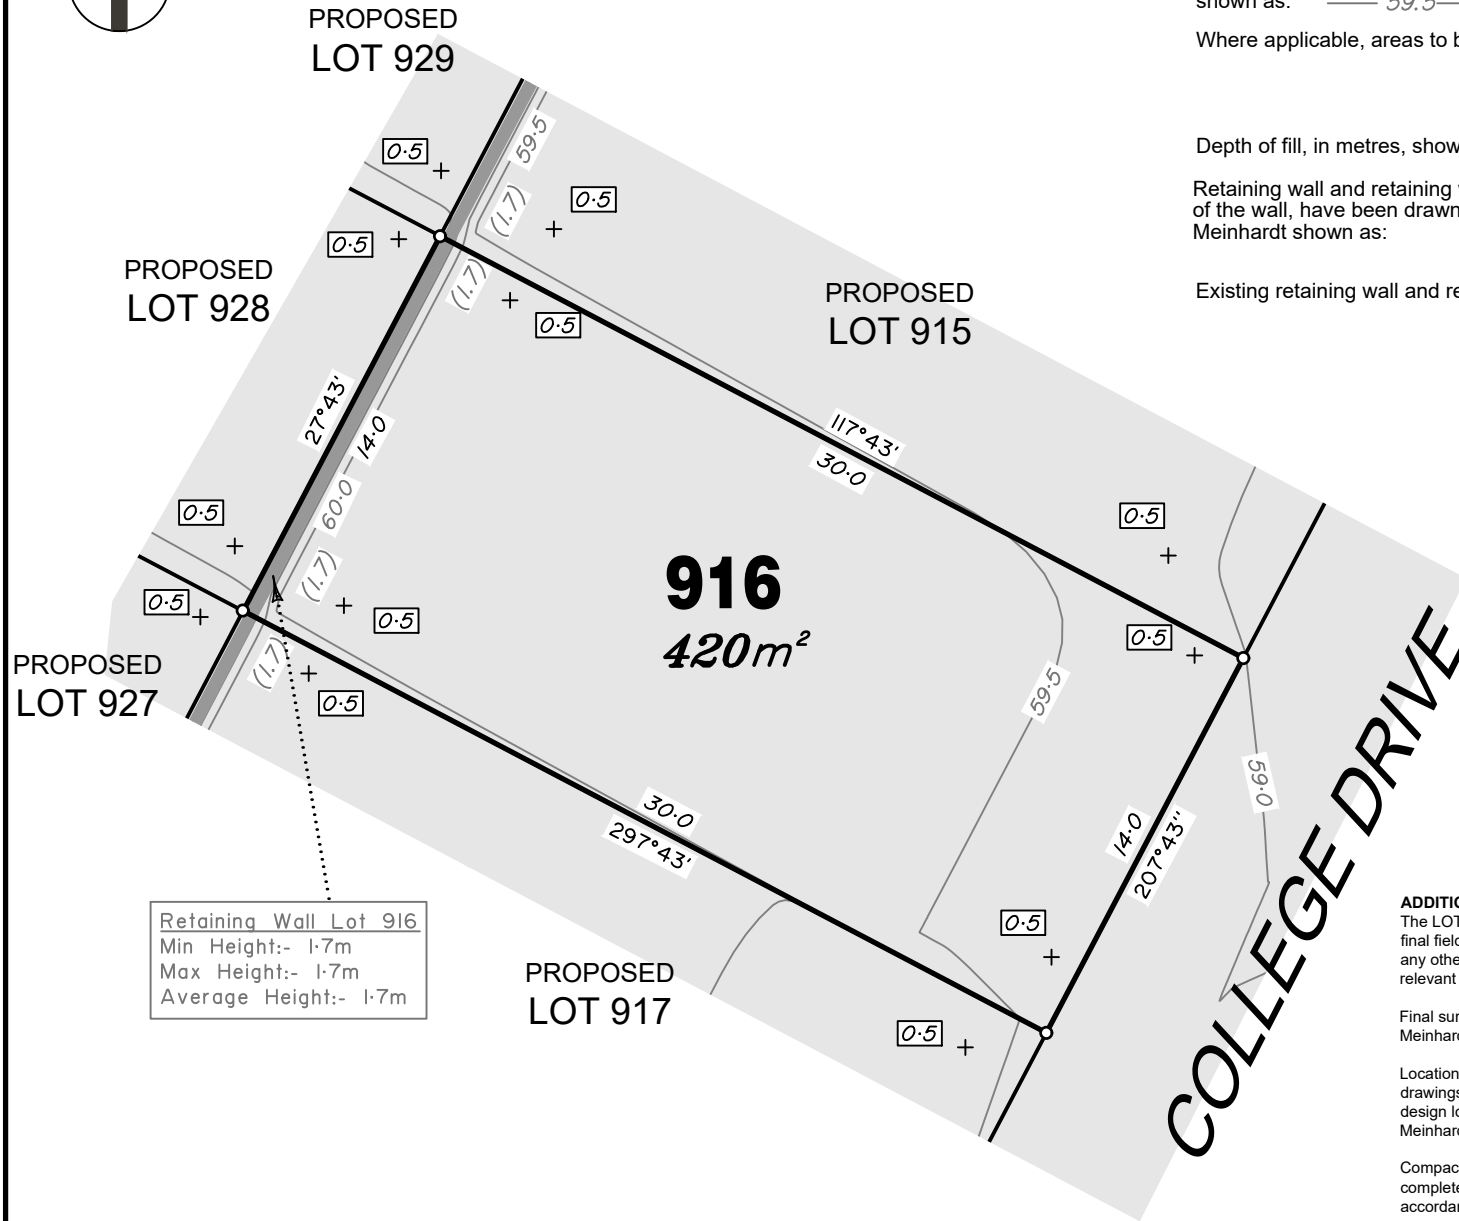 PROPOSED
LOT 929
shown as: 59.5
Where applicable, areas to b
Depth of fill, in metres, show
Retaining wall and retaining
of the wall, have been drawn
Meinhardt shown as:
Existing retaining wall and re
0·5
59·5
(1.7)
0·5
0·5
PROPOSED
LOT 928
(1.7)
0·5
PROPOSED
LOT 915
27°43'
14·0
117°43'
30·0
60·0
0·5
0·5
(1.7)
916
420m²
0·5
0·5
0·5
PROPOSED
LOT 927
(1.7)
0·5
59·5
59·0
COLLEGE DRIVE
30·0
297°43'
14·0
207°43"
Retaining Wall Lot 916
Min Height:- 1·7m
Max Height:- 1·7m
Average Height:- 1·7m
0·5
PROPOSED
LOT 917
0·5
ADDITIO
The LOT
final field
any othe
relevant
Final sur
Meinhard
Location
drawings
design lo
Meinhard
Compac
complete
accordan